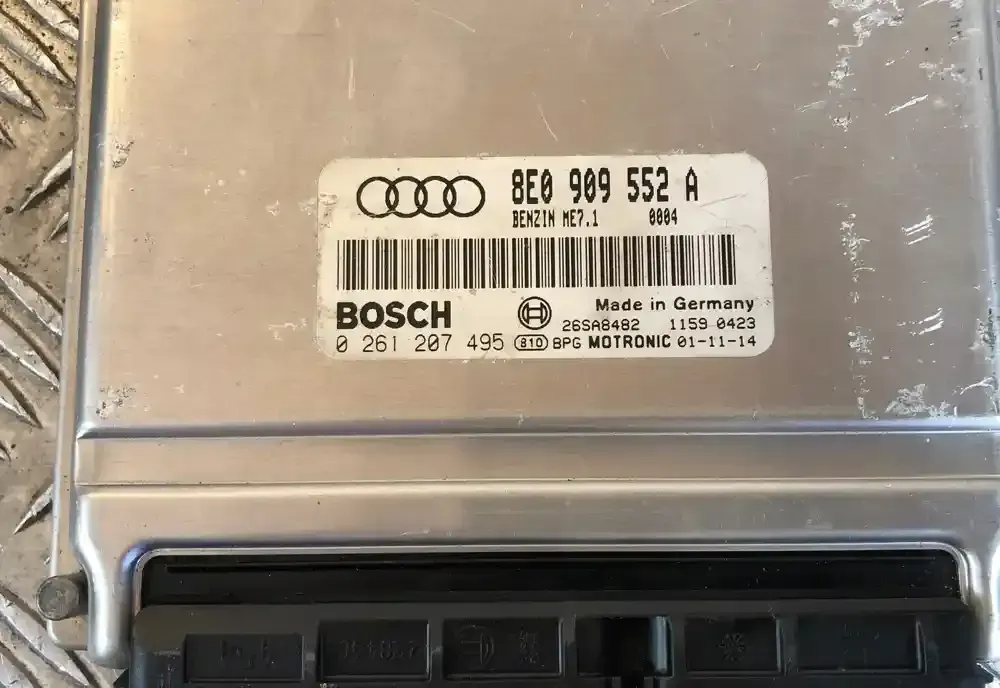 8E0 909 552 A
BENZIN ME7.1 0004
BOSCH
Made in Germany
26SA8482 1159 0423
0 261 207 495 810 BPG MOTRONIC 01-11-14